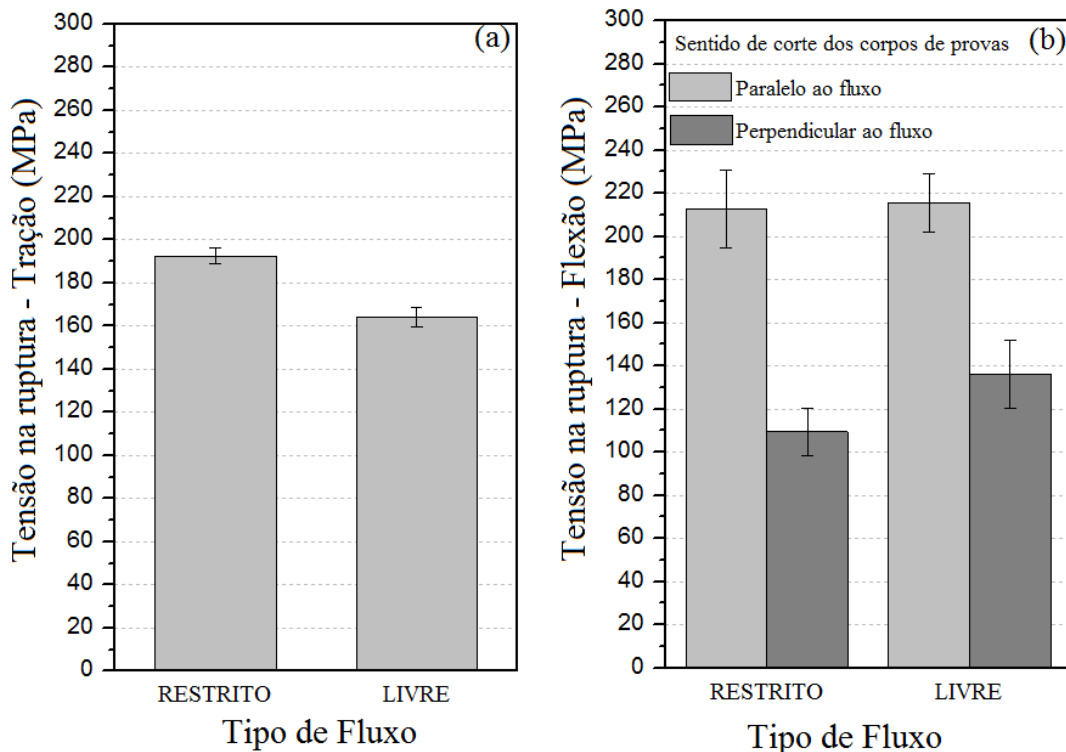 (a)
Tensão na ruptura - Tração (MPa)
300
280
260
240
220
200
180
160
140
120
100
80
60
40
20
0
RESTRITO LIVRE
Tipo de Fluxo
(b)
Sentido de corte dos corpos de provas
Paralelo ao fluxo
Perpendicular ao fluxo
Tensão na ruptura - Flexão (MPa)
300
280
260
240
220
200
180
160
140
120
100
80
60
40
20
0
RESTRITO LIVRE
Tipo de Fluxo